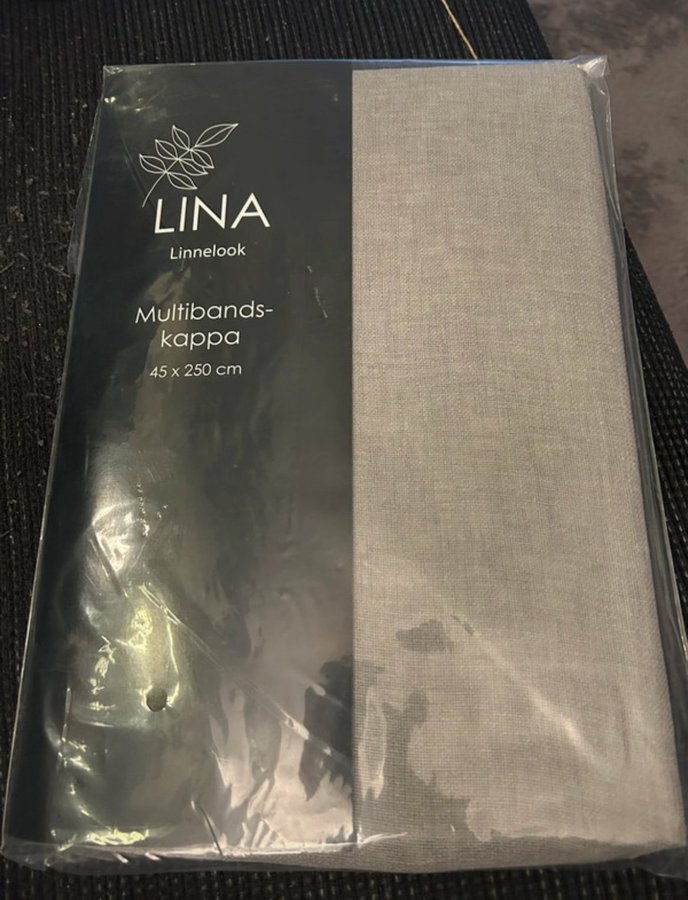 LINA
Linnelook
Multibands-
kappa
45 x 250 cm